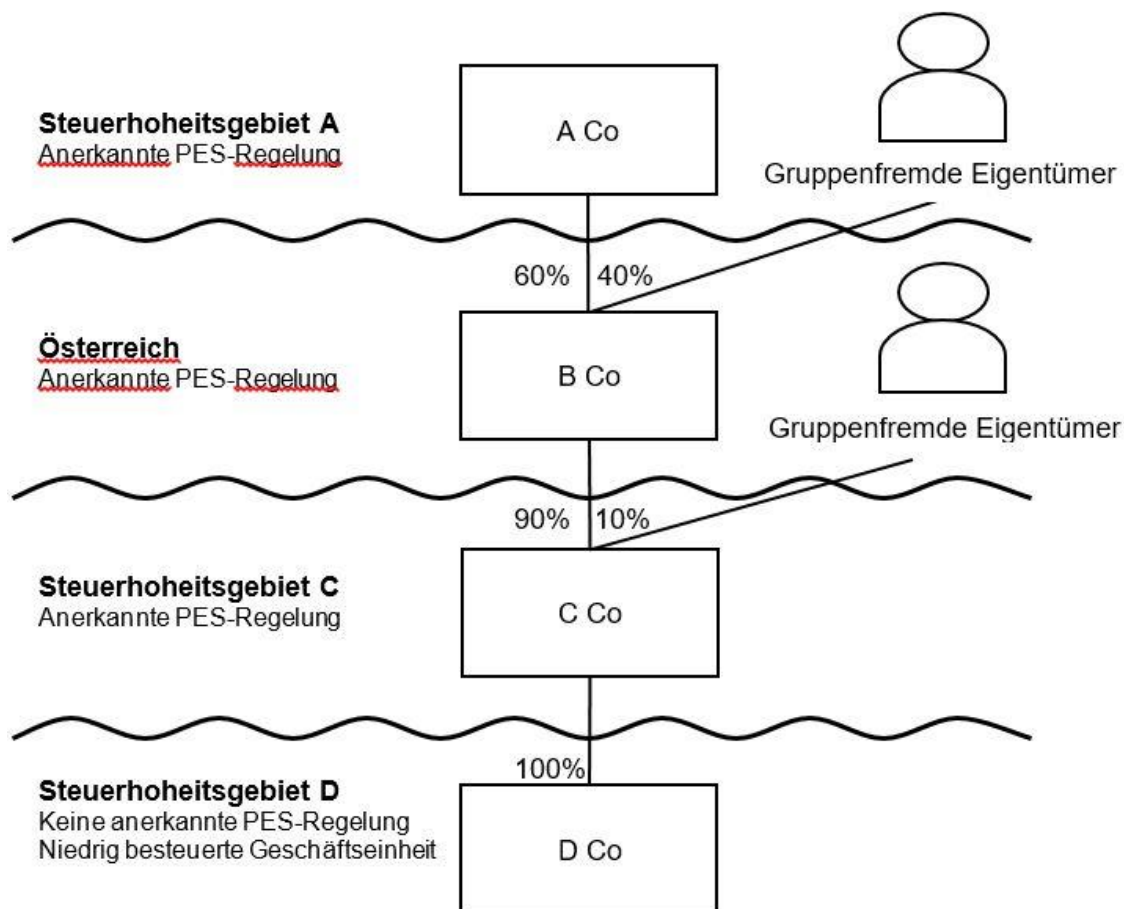 Steuerhoheitsgebiet A
Anerkannte PES-Regelung
A Co
Gruppenfremde Eigentümer
60% 40%
Österreich
Anerkannte PES-Regelung
B Co
Gruppenfremde Eigentümer
90% 10%
Steuerhoheitsgebiet C
Anerkannte PES-Regelung
C Co
100%
Steuerhoheitsgebiet D
Keine anerkannte PES-Regelung
Niedrig besteuerte Geschäftseinheit
D Co